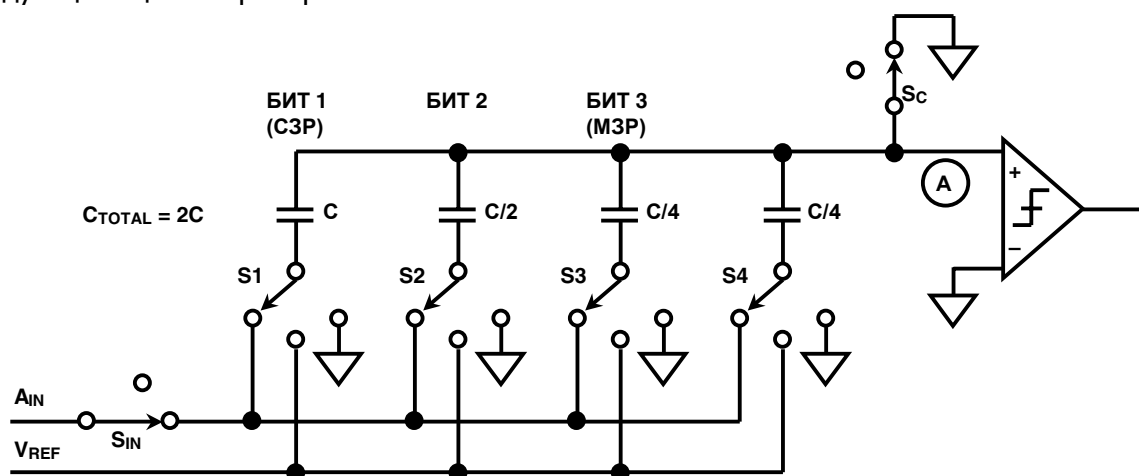 БИТ 1
(СЗР)
БИТ 2
БИТ 3
(МЗР)
SC
A
+
–
CTOTAL = 2C
C
C/2
C/4
C/4
S1
S2
S3
S4
AIN
SIN
VREF